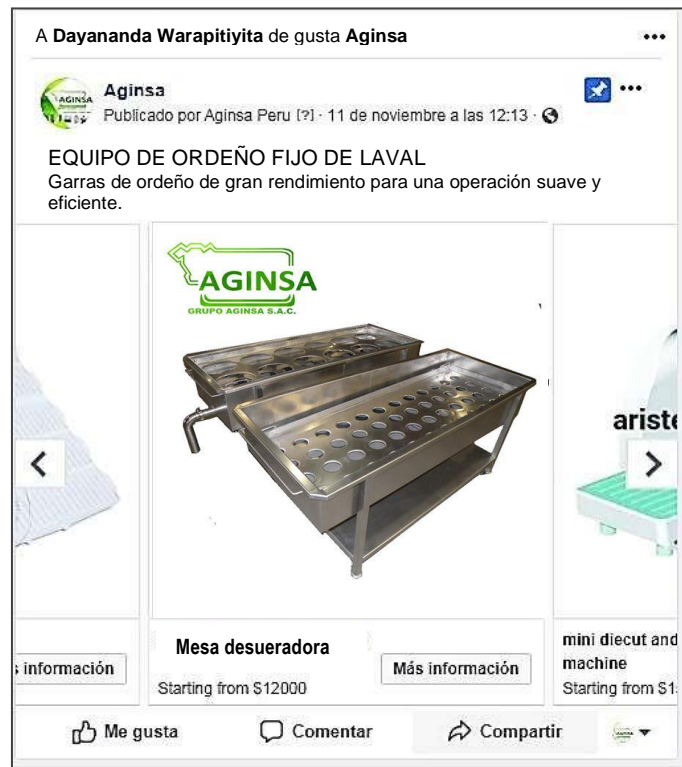 A Dayananda Warapitiyita de gusta Aginsa
AGINSA
Aginsa
Publicado por Aginsa Peru [?] · 11 de noviembre a las 12:13 ·
EQUIPO DE ORDEÑO FIJO DE LAVAL
Garras de ordeño de gran rendimiento para una operación suave y
eficiente.
AGINSA
GRUPO AGINSA S.A.C.
ariste
s información
Mesa desueradora
Starting from $12000
Más información
mini diecut and
machine
Starting from $1
Me gusta
Comentar
Compartir